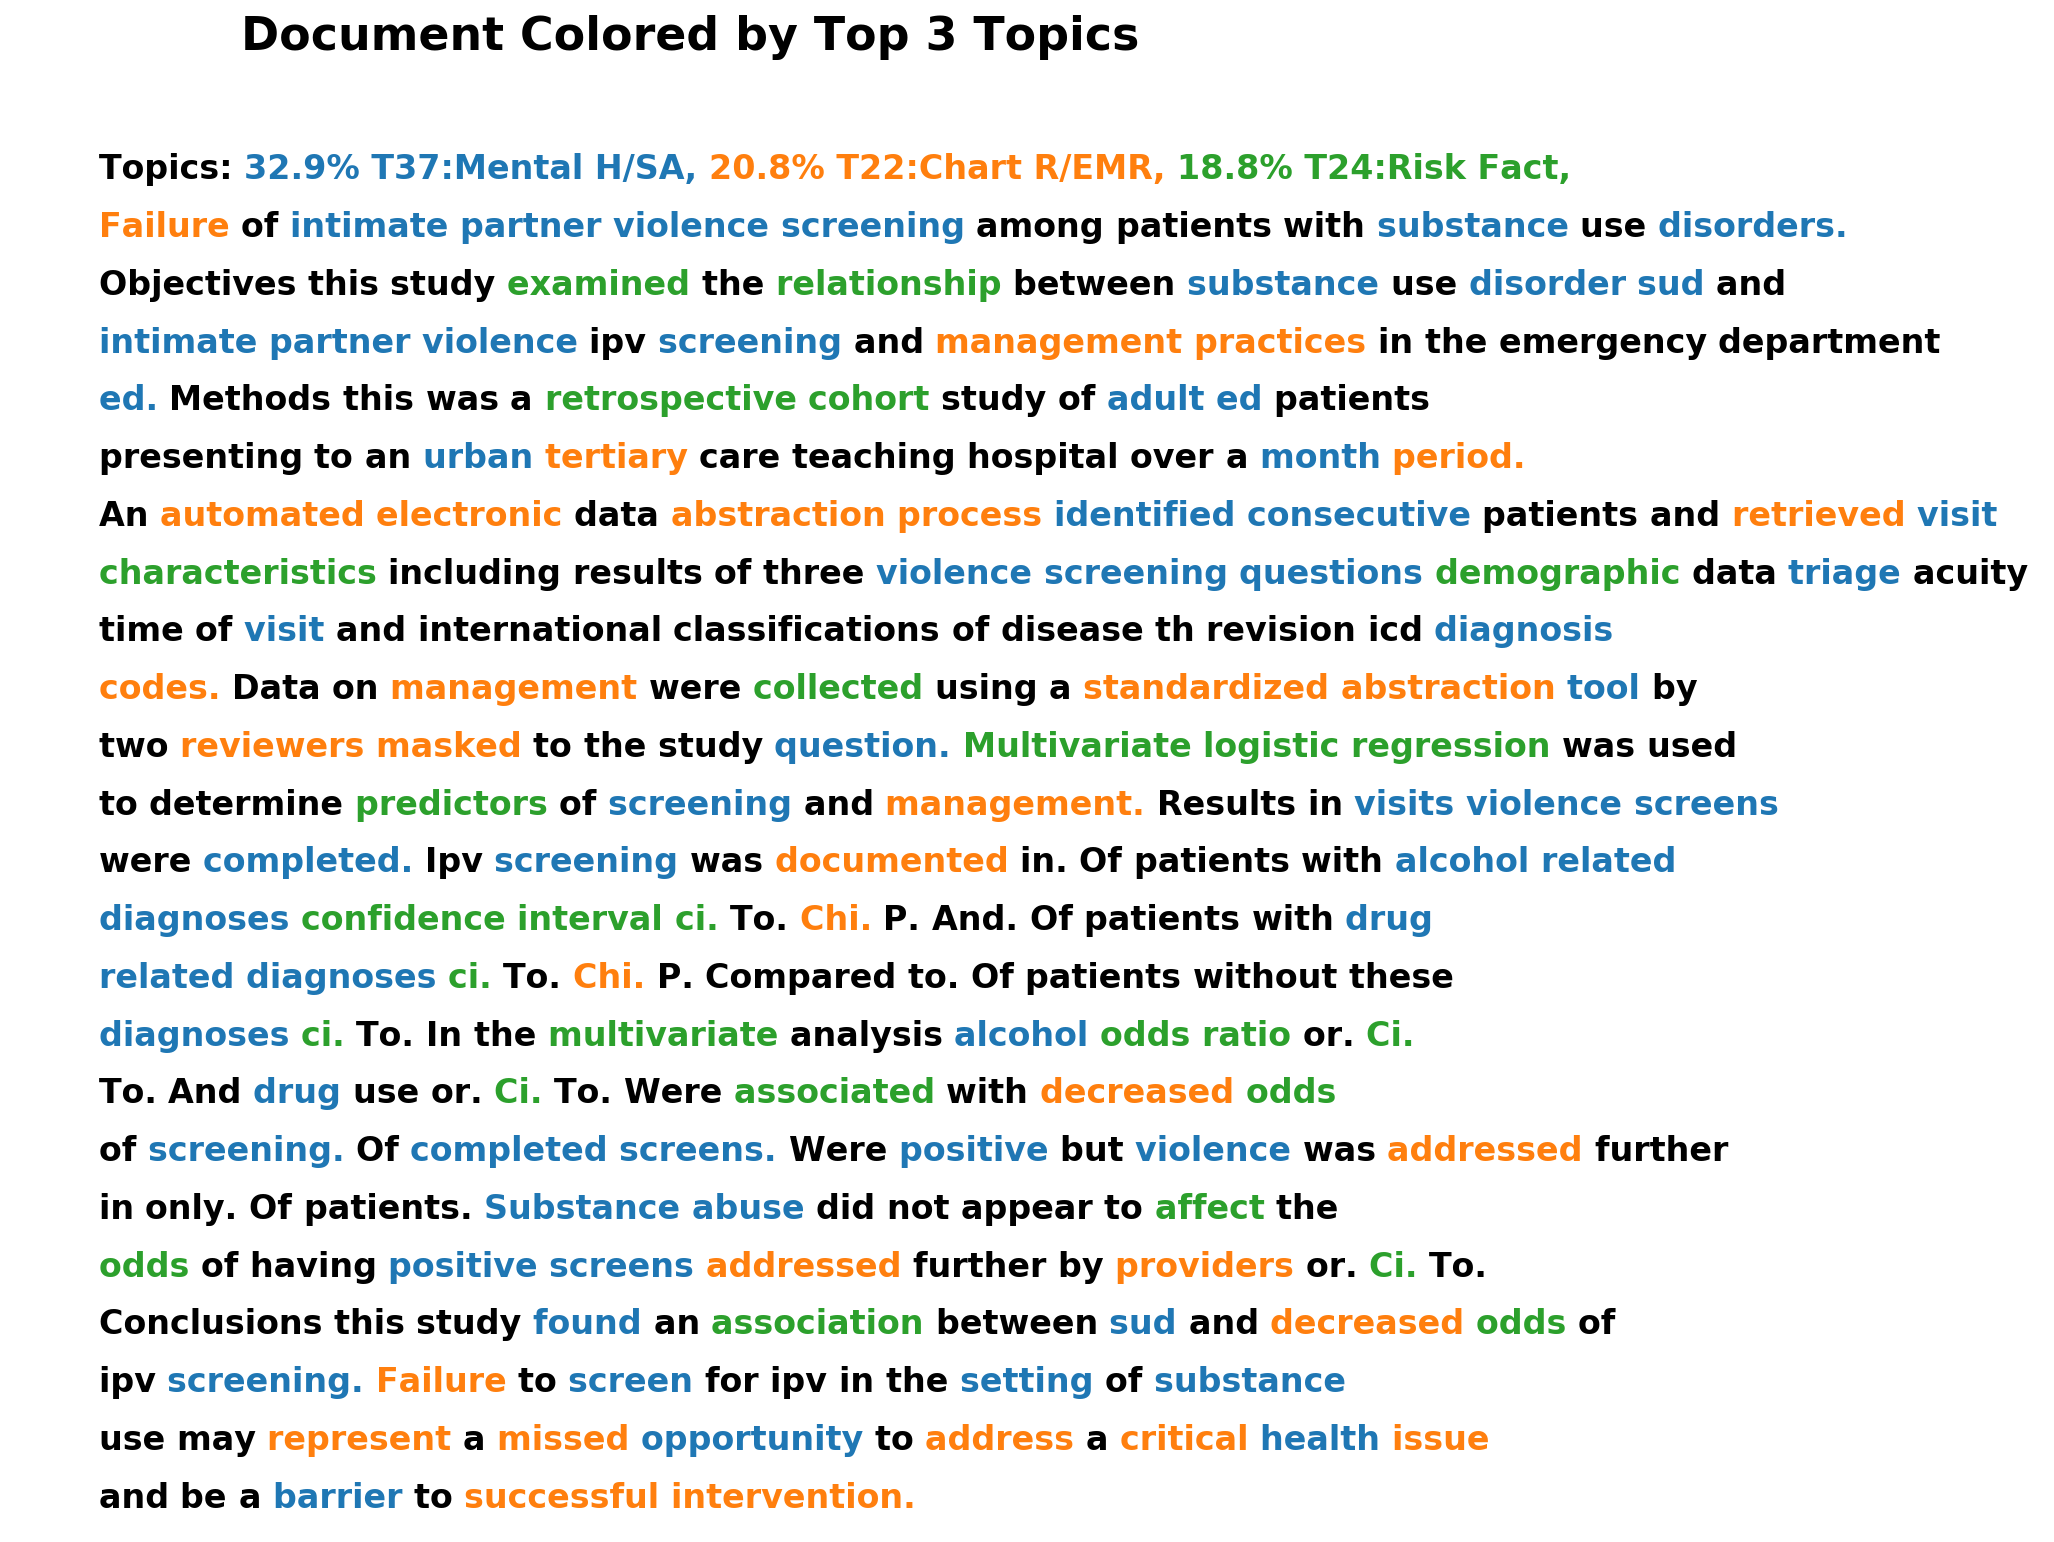 Document Colored by Top 3 Topics
Topics: 32.9% T37:Mental H/SA, 20.8% T22:Chart R/EMR, 18.8% T24:Risk Fact,
Failure of intimate partner violence screening among patients with substance use disorders.
Objectives this study examined the relationship between substance use disorder sud and
intimate partner violence ipv screening and management practices in the emergency department
ed. Methods this was a retrospective cohort study of adult ed patients
presenting to an urban tertiary care teaching hospital over a month period.
An automated electronic data abstraction process identified consecutive patients and retrieved visit
characteristics including results of three violence screening questions demographic data triage acuity
time of visit and international classifications of disease th revision icd diagnosis
codes. Data on management were collected using a standardized abstraction tool by
two reviewers masked to the study question. Multivariate logistic regression was used
to determine predictors of screening and management. Results in visits violence screens
were completed. Ipv screening was documented in. Of patients with alcohol related
diagnoses confidence interval ci. To. Chi. P. And. Of patients with drug
related diagnoses ci. To. Chi. P. Compared to. Of patients without these
diagnoses ci. To. In the multivariate analysis alcohol odds ratio or. Ci.
To. And drug use or. Ci. To. Were associated with decreased odds
of screening. Of completed screens. Were positive but violence was addressed further
in only. Of patients. Substance abuse did not appear to affect the
odds of having positive screens addressed further by providers or. Ci. To.
Conclusions this study found an association between sud and decreased odds of
ipv screening. Failure to screen for ipv in the setting of substance
use may represent a missed opportunity to address a critical health issue
and be a barrier to successful intervention.